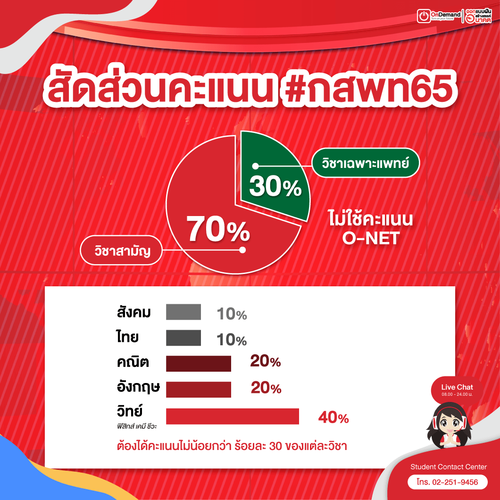 OnDemand
สัดส่วนคะแนน #กสพท65
วิชาเฉพาะแพทย์
30%
70%
วิชาสามัญ
ไม่ใช้คะแนน
O-NET
สังคม 10%
ไทย 10%
คณิต 20%
อังกฤษ 20%
วิทย์ 40%
ฟิสิกส์ เคมี ชีวะ
ต้องได้คะแนนไม่น้อยกว่า ร้อยละ 30 ของแต่ละวิชา
Live Chat
09.00 - 24.00 น.
Student Contact Center
โทร. 02-251-9456